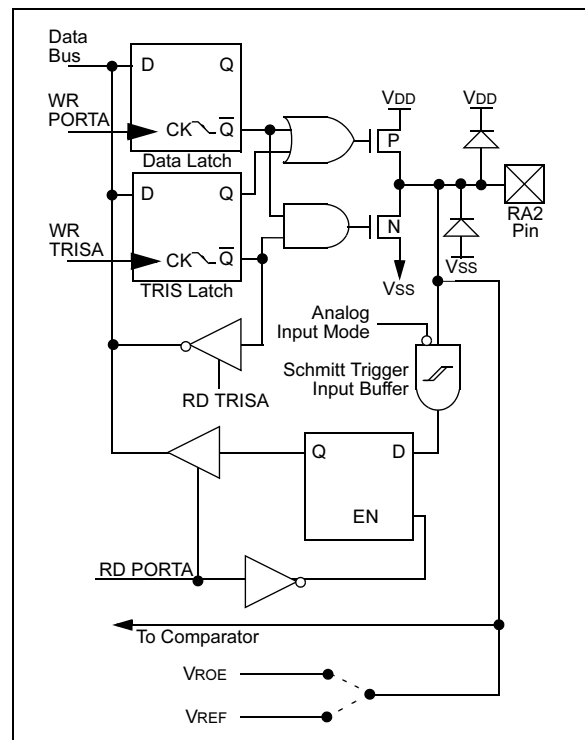 Data
Bus
D
Q
VDD
VDD
WR
PORTA
CK
Q
P
Data Latch
D
Q
RA2
Pin
N
WR
TRISA
CK
Q
VSS
VSS
TRIS Latch
Analog
Input Mode
Schmitt Trigger
Input Buffer
RD TRISA
Q
D
EN
RD PORTA
To Comparator
VROE
VREF